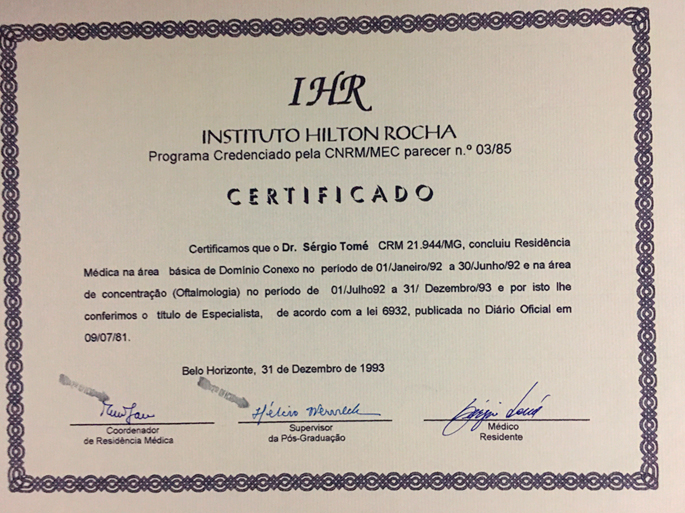 IHR
INSTITUTO HILTON ROCHA
Programa Credenciado pela CNRM/MEC parecer n.º 03/85
CERTIFICADO
Certificamos que o Dr. Sérgio Tomé CRM 21.944/MG, concluiu Residência
Médica na área básica de Domínio Conexo no período de 01/Janeiro/92 a 30/Junho/92 e na área
de concentração (Oftalmologia) no período de 01/Julho92 a 31/ Dezembro/93 e por isto lhe
conferimos o título de Especialista, de acordo com a lei 6932, publicada no Diário Oficial em
09/07/81.
Belo Horizonte, 31 de Dezembro de 1993
Coordenador
de Residência Médica
Supervisor
da Pós-Graduação
Médico
Residente